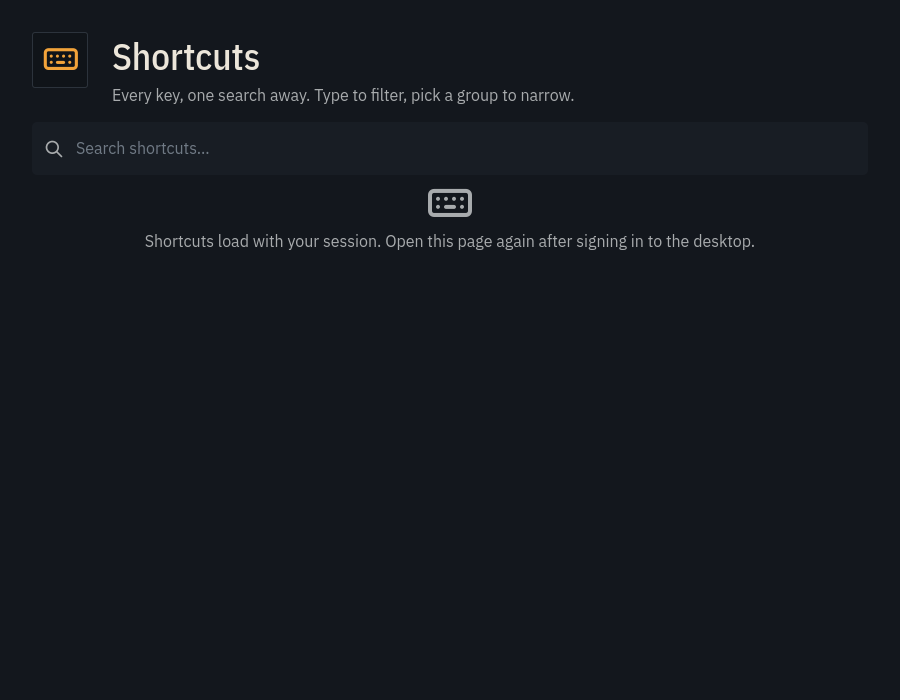 Shortcuts
Every key, one search away. Type to filter, pick a group to narrow.
Search shortcuts...
Shortcuts load with your session. Open this page again after signing in to the desktop.